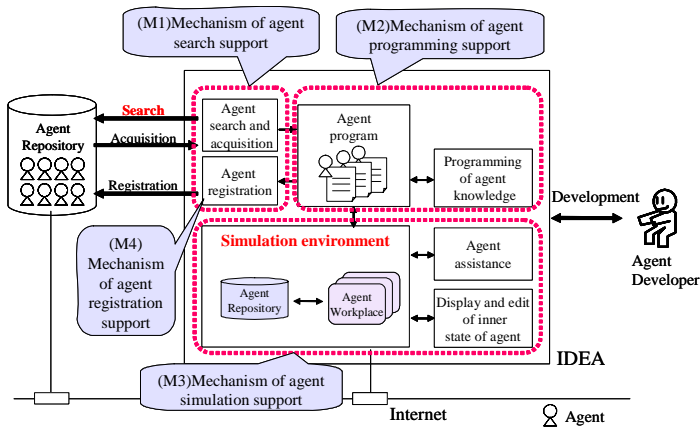 (M1)Mechanism of agent
search support
(M2)Mechanism of agent
programming support
Search
Agent
Repository
Acquisition
Registration
Agent
search and
acquisition
Agent
registration
Agent
program
Programming
of agent
knowledge
Development
Agent
Developer
(M4)
Mechanism
of agent
registration
support
Simulation environment
Agent
Repository
Agent
Workplace
Agent
assistance
Display and edit
of inner
state of agent
IDEA
(M3)Mechanism of agent
simulation support
Internet
Agent